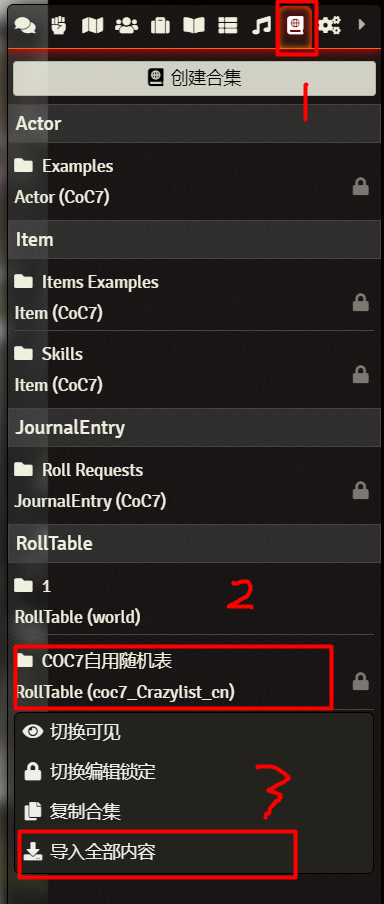 创建合集
1
Actor
Examples
Actor (CoC7)
Item
Items Examples
Item (CoC7)
Skills
Item (CoC7)
JournalEntry
Roll Requests
JournalEntry (CoC7)
RollTable
1
2
RollTable (world)
COC7自用随机表
RollTable (coc7_Crazylist_cn)
切换可见
切换编辑锁定
3
复制合集
导入全部内容